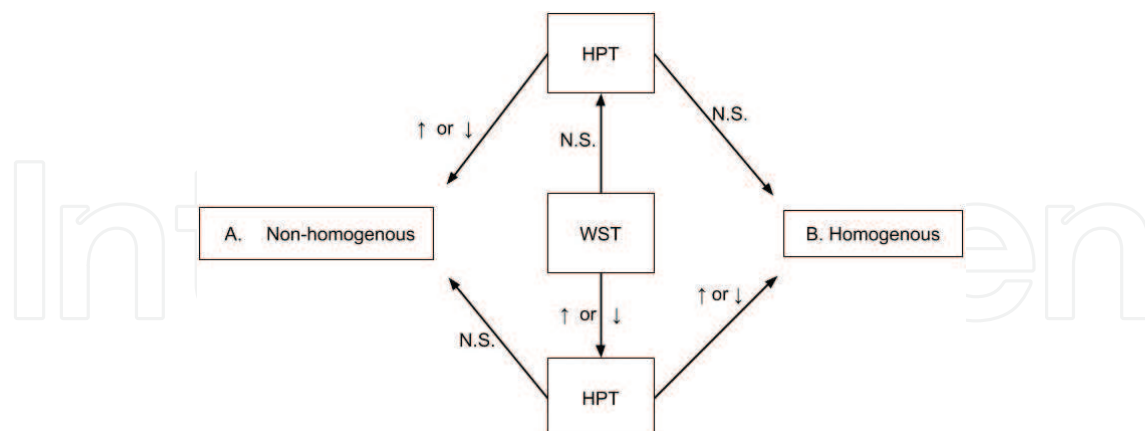 HPT
↑ or ↓
N.S.
N.S.
A. Non-homogenous
WST
B. Homogenous
↑ or ↓
↑ or ↓
N.S.
HPT